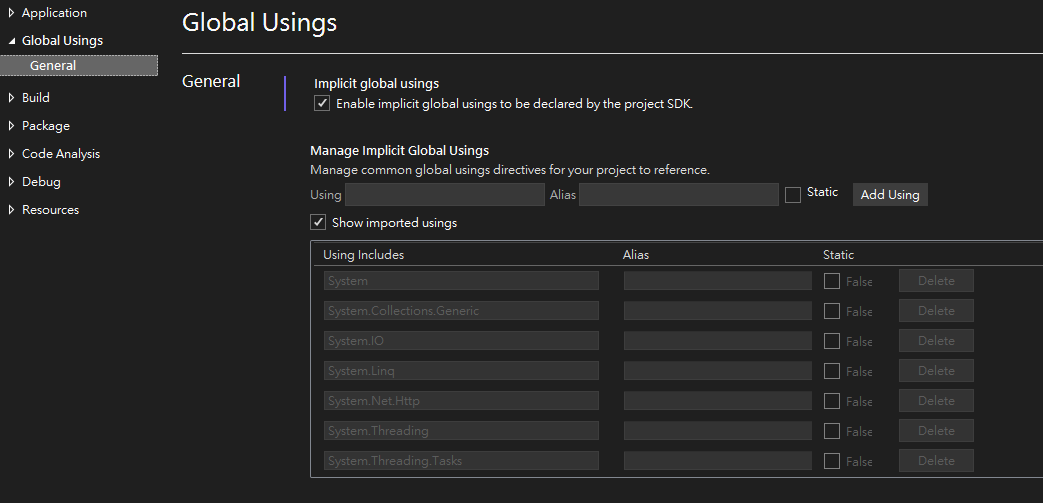 Application
Global Usings
General
Build
Package
Code Analysis
Debug
Resources
Global Usings
General
Implicit global usings
Enable implicit global usings to be declared by the project SDK.
Manage Implicit Global Usings
Manage common global usings directives for your project to reference.
Using Alias Static Add Using
Show imported usings
Using Includes Alias Static
System False Delete
System.Collections.Generic False Delete
System.IO False Delete
System.Linq False Delete
System.Net.Http False Delete
System.Threading False Delete
System.Threading.Tasks False Delete